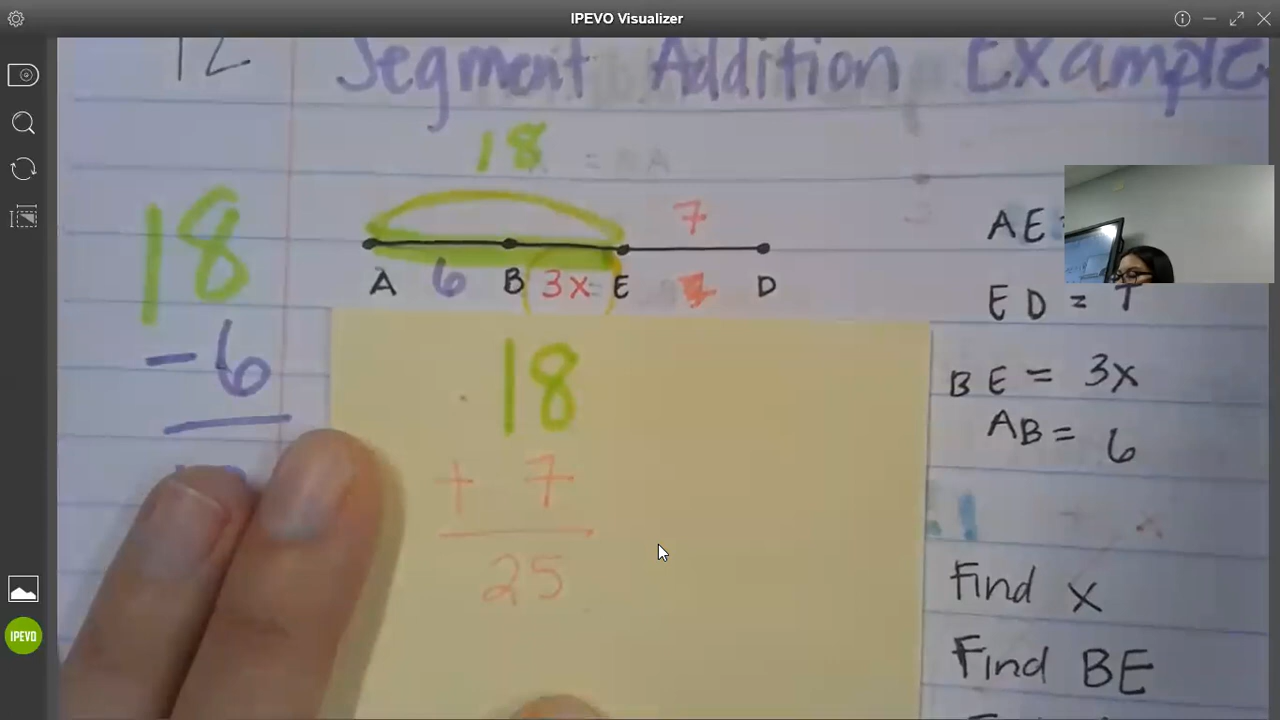 IPEVO Visualizer
12
Segment Addition Example
18
7
A 6 B 3x E D
18
- 6
18
+ 7
25
AE=
ED = 7
BE = 3x
AB = 6
Find x
Find BE
IPEVO